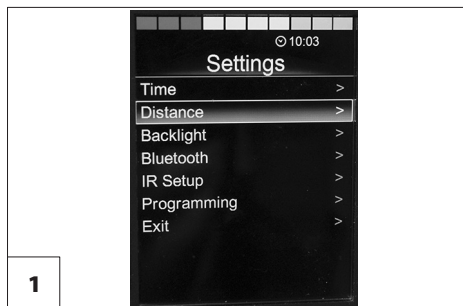 10:03
Settings
Time >
Distance >
Backlight >
Bluetooth >
IR Setup >
Programming >
Exit >
1